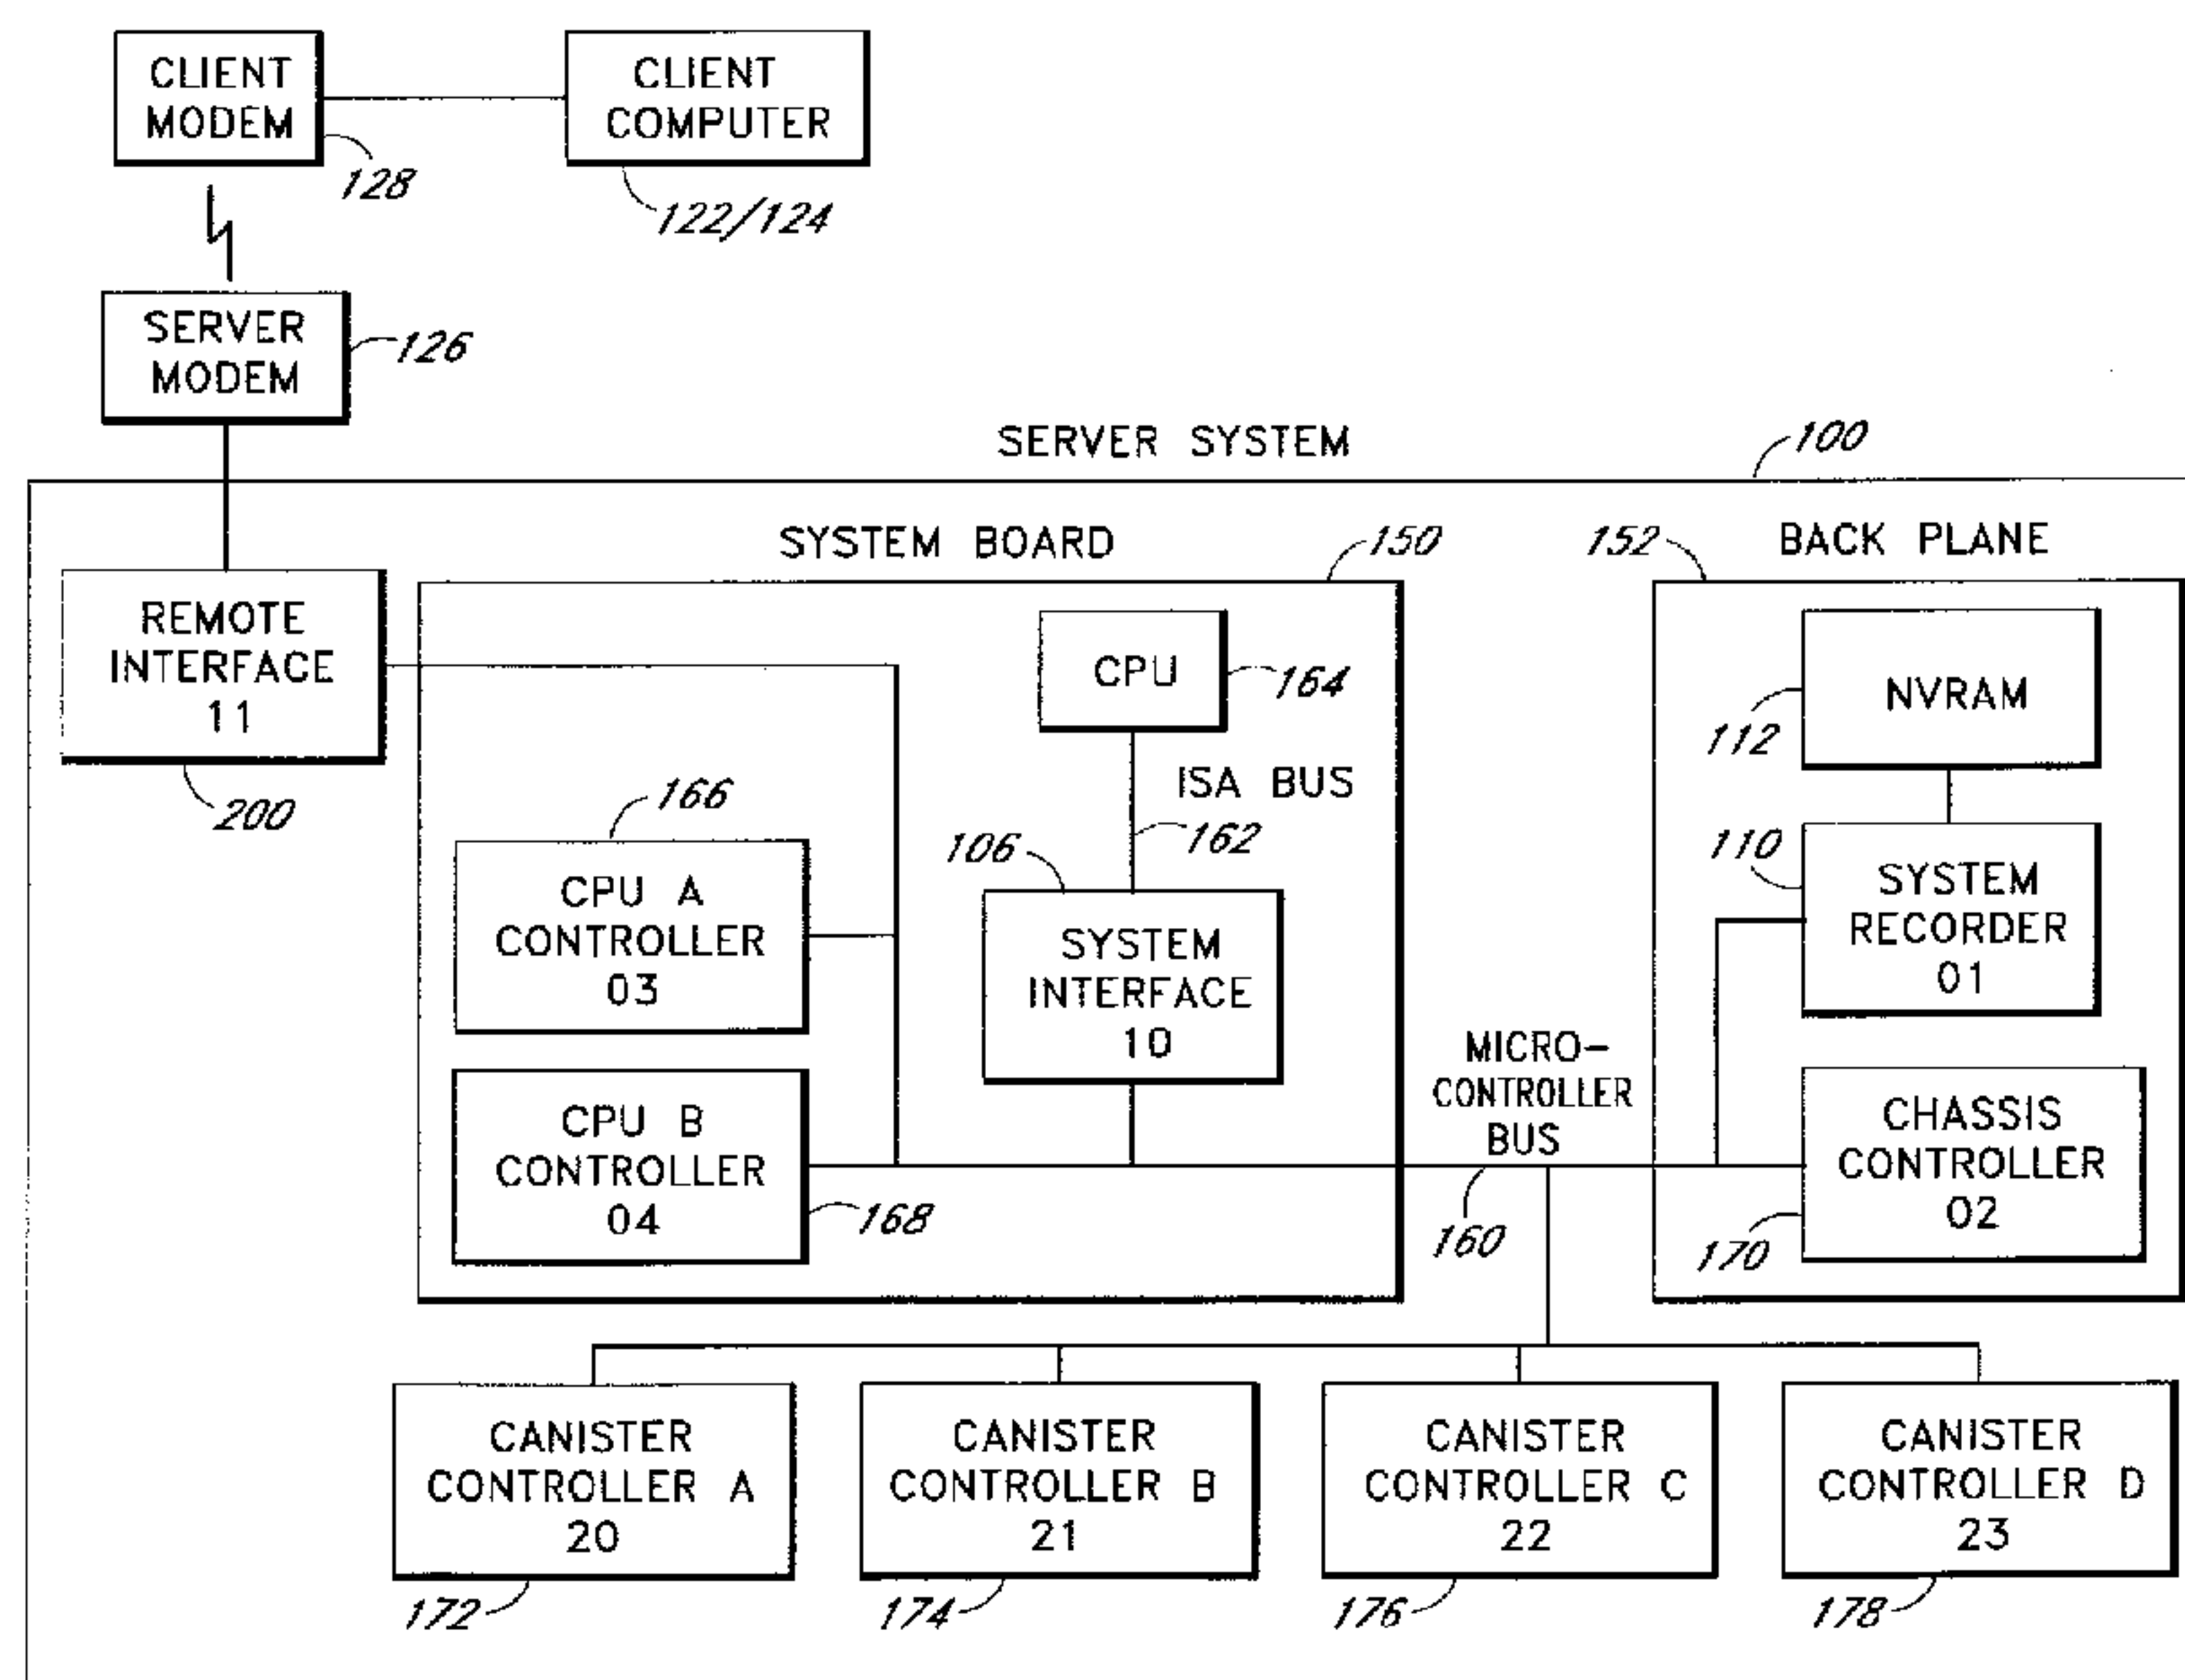 CLIENT
MODEM
128
CLIENT
COMPUTER
122/124
SERVER
MODEM
126
SERVER SYSTEM
100
SYSTEM BOARD
150
152
BACK PLANE
REMOTE
INTERFACE
11
200
CPU
164
ISA BUS
162
NVRAM
112
166
CPU A
CONTROLLER
03
106
SYSTEM
INTERFACE
10
110
SYSTEM
RECORDER
01
CPU B
CONTROLLER
04
168
MICRO-
CONTROLLER
BUS
160
CHASSIS
CONTROLLER
02
170
CANISTER
CONTROLLER A
20
172
CANISTER
CONTROLLER B
21
174
CANISTER
CONTROLLER C
22
176
CANISTER
CONTROLLER D
23
178